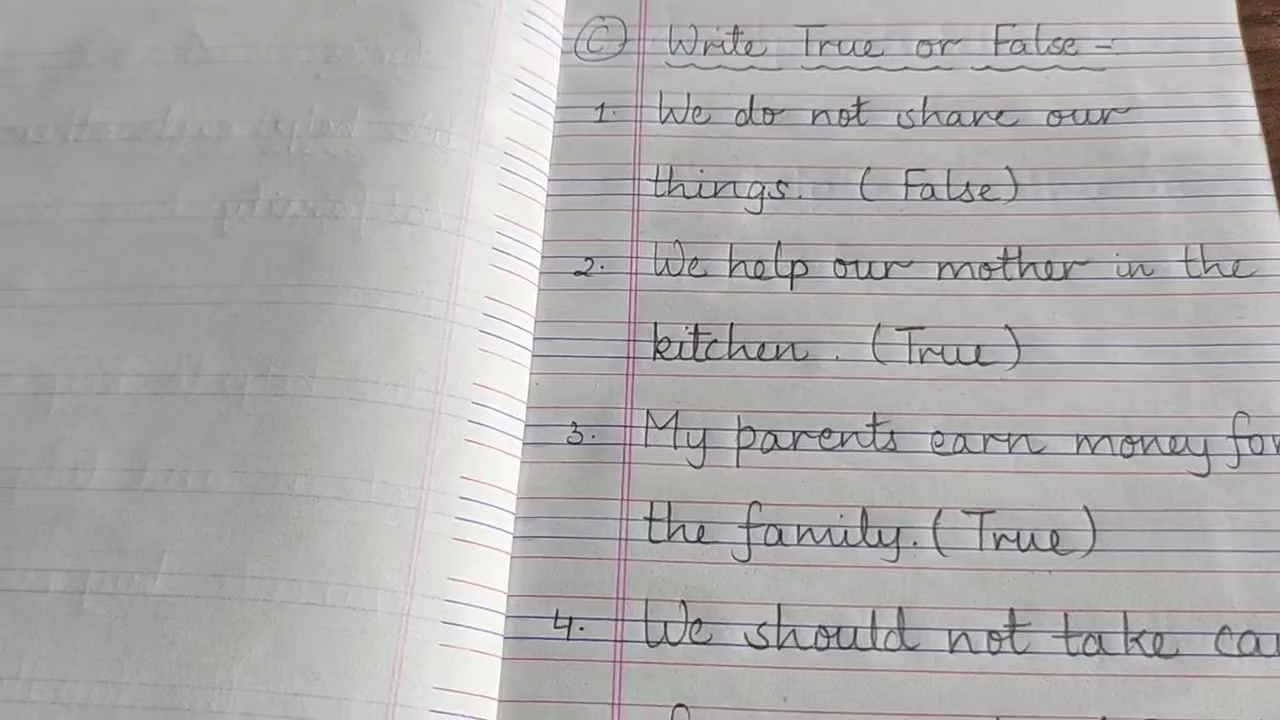 C Write True or False -
1. We do not share our
things. (False)
2. We help our mother in the
kitchen. (True)
3. My parents earn money for
the family. (True)
4. We should not take